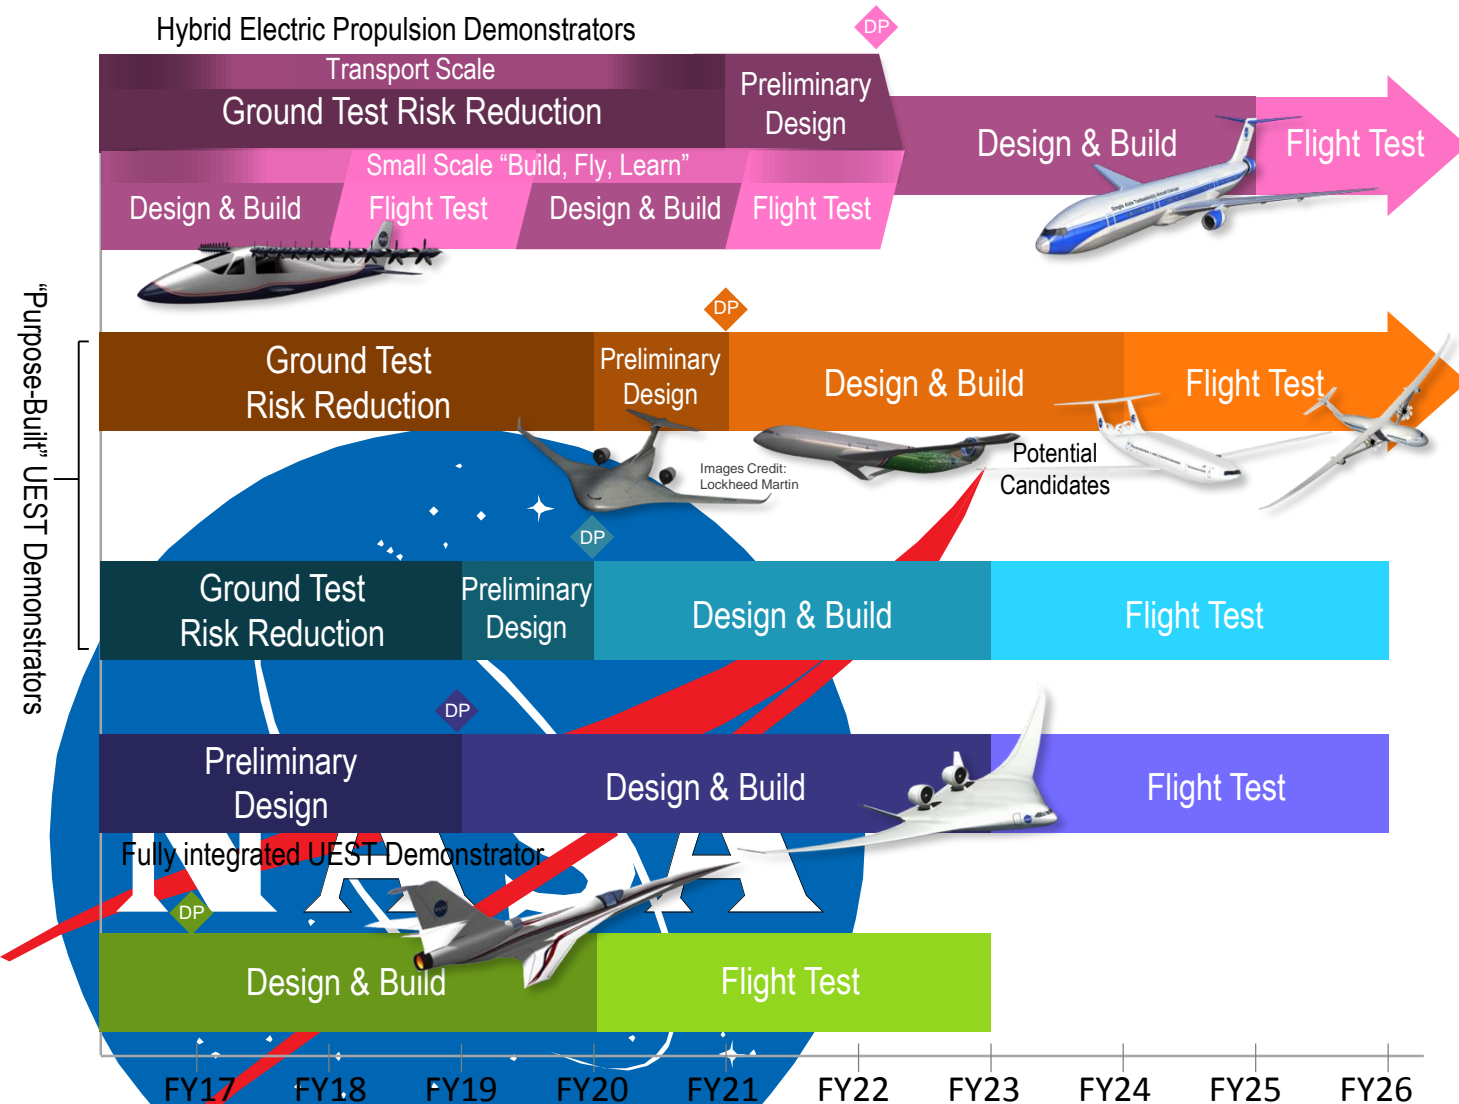 Hybrid Electric Propulsion Demonstrators
DP
Transport Scale
Ground Test Risk Reduction
Preliminary
Design
Design & Build
Flight Test
Small Scale “Build, Fly, Learn”
Design & Build
Flight Test
Design & Build
Flight Test
"Purpose-Built" UEST Demonstrators
DP
Ground Test
Risk Reduction
Preliminary
Design
Design & Build
Flight Test
Images Credit:
Lockheed Martin
Potential
Candidates
DP
Ground Test
Risk Reduction
Preliminary
Design
Design & Build
Flight Test
DP
Preliminary
Design
Design & Build
Flight Test
NASA
Fully integrated UEST Demonstrator
DP
Design & Build
Flight Test
FY17 FY18 FY19 FY20 FY21 FY22 FY23 FY24 FY25 FY26